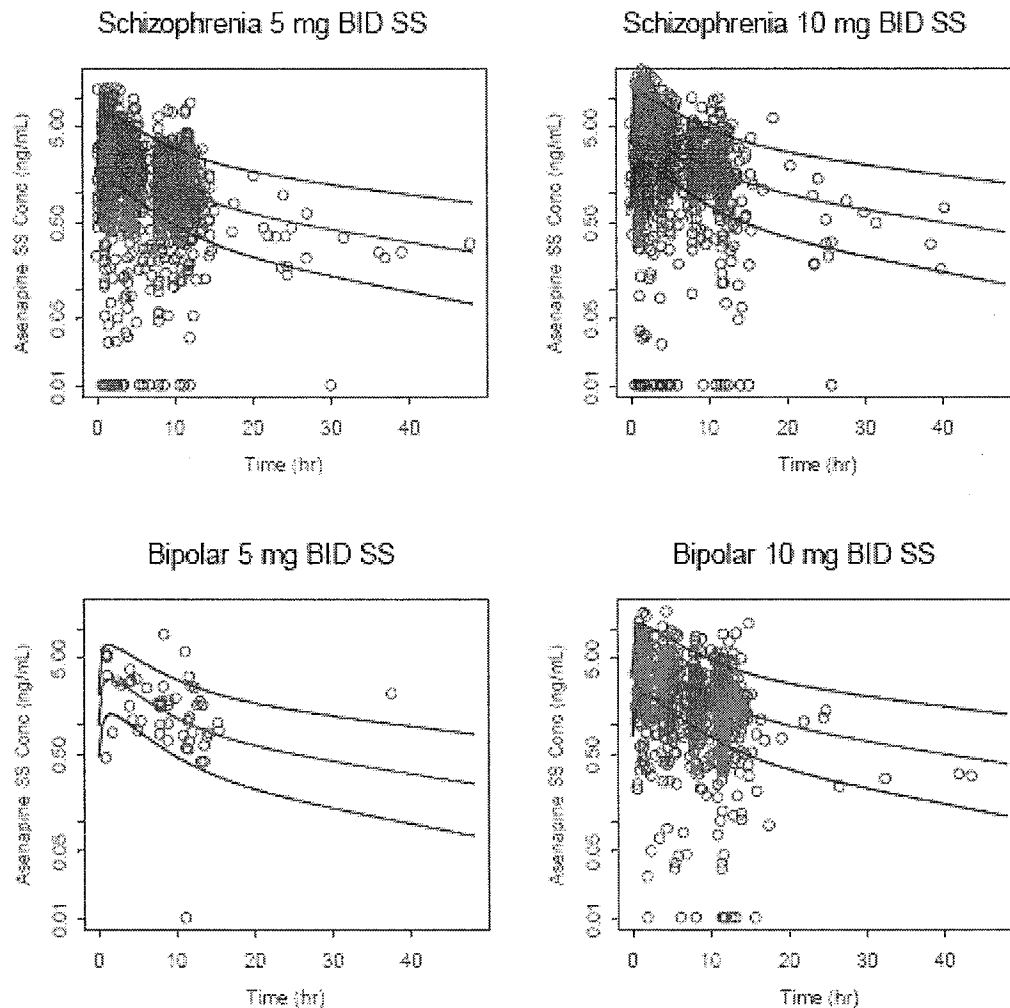 Schizophrenia 5 mg BID SS
Asenapine SS Conc (ng/mL)
5.00
0.50
0.05
0.01
0 10 20 30 40
Time (hr)
Schizophrenia 10 mg BID SS
Asenapine SS Conc (ng/mL)
5.00
0.50
0.05
0.01
0 10 20 30 40
Time (hr)
Bipolar 5 mg BID SS
Asenapine SS Conc (ng/mL)
5.00
0.50
0.05
0.01
0 10 20 30 40
Time (hr)
Bipolar 10 mg BID SS
Asenapine SS Conc (ng/mL)
5.00
0.50
0.05
0.01
0 10 20 30 40
Time (hr)